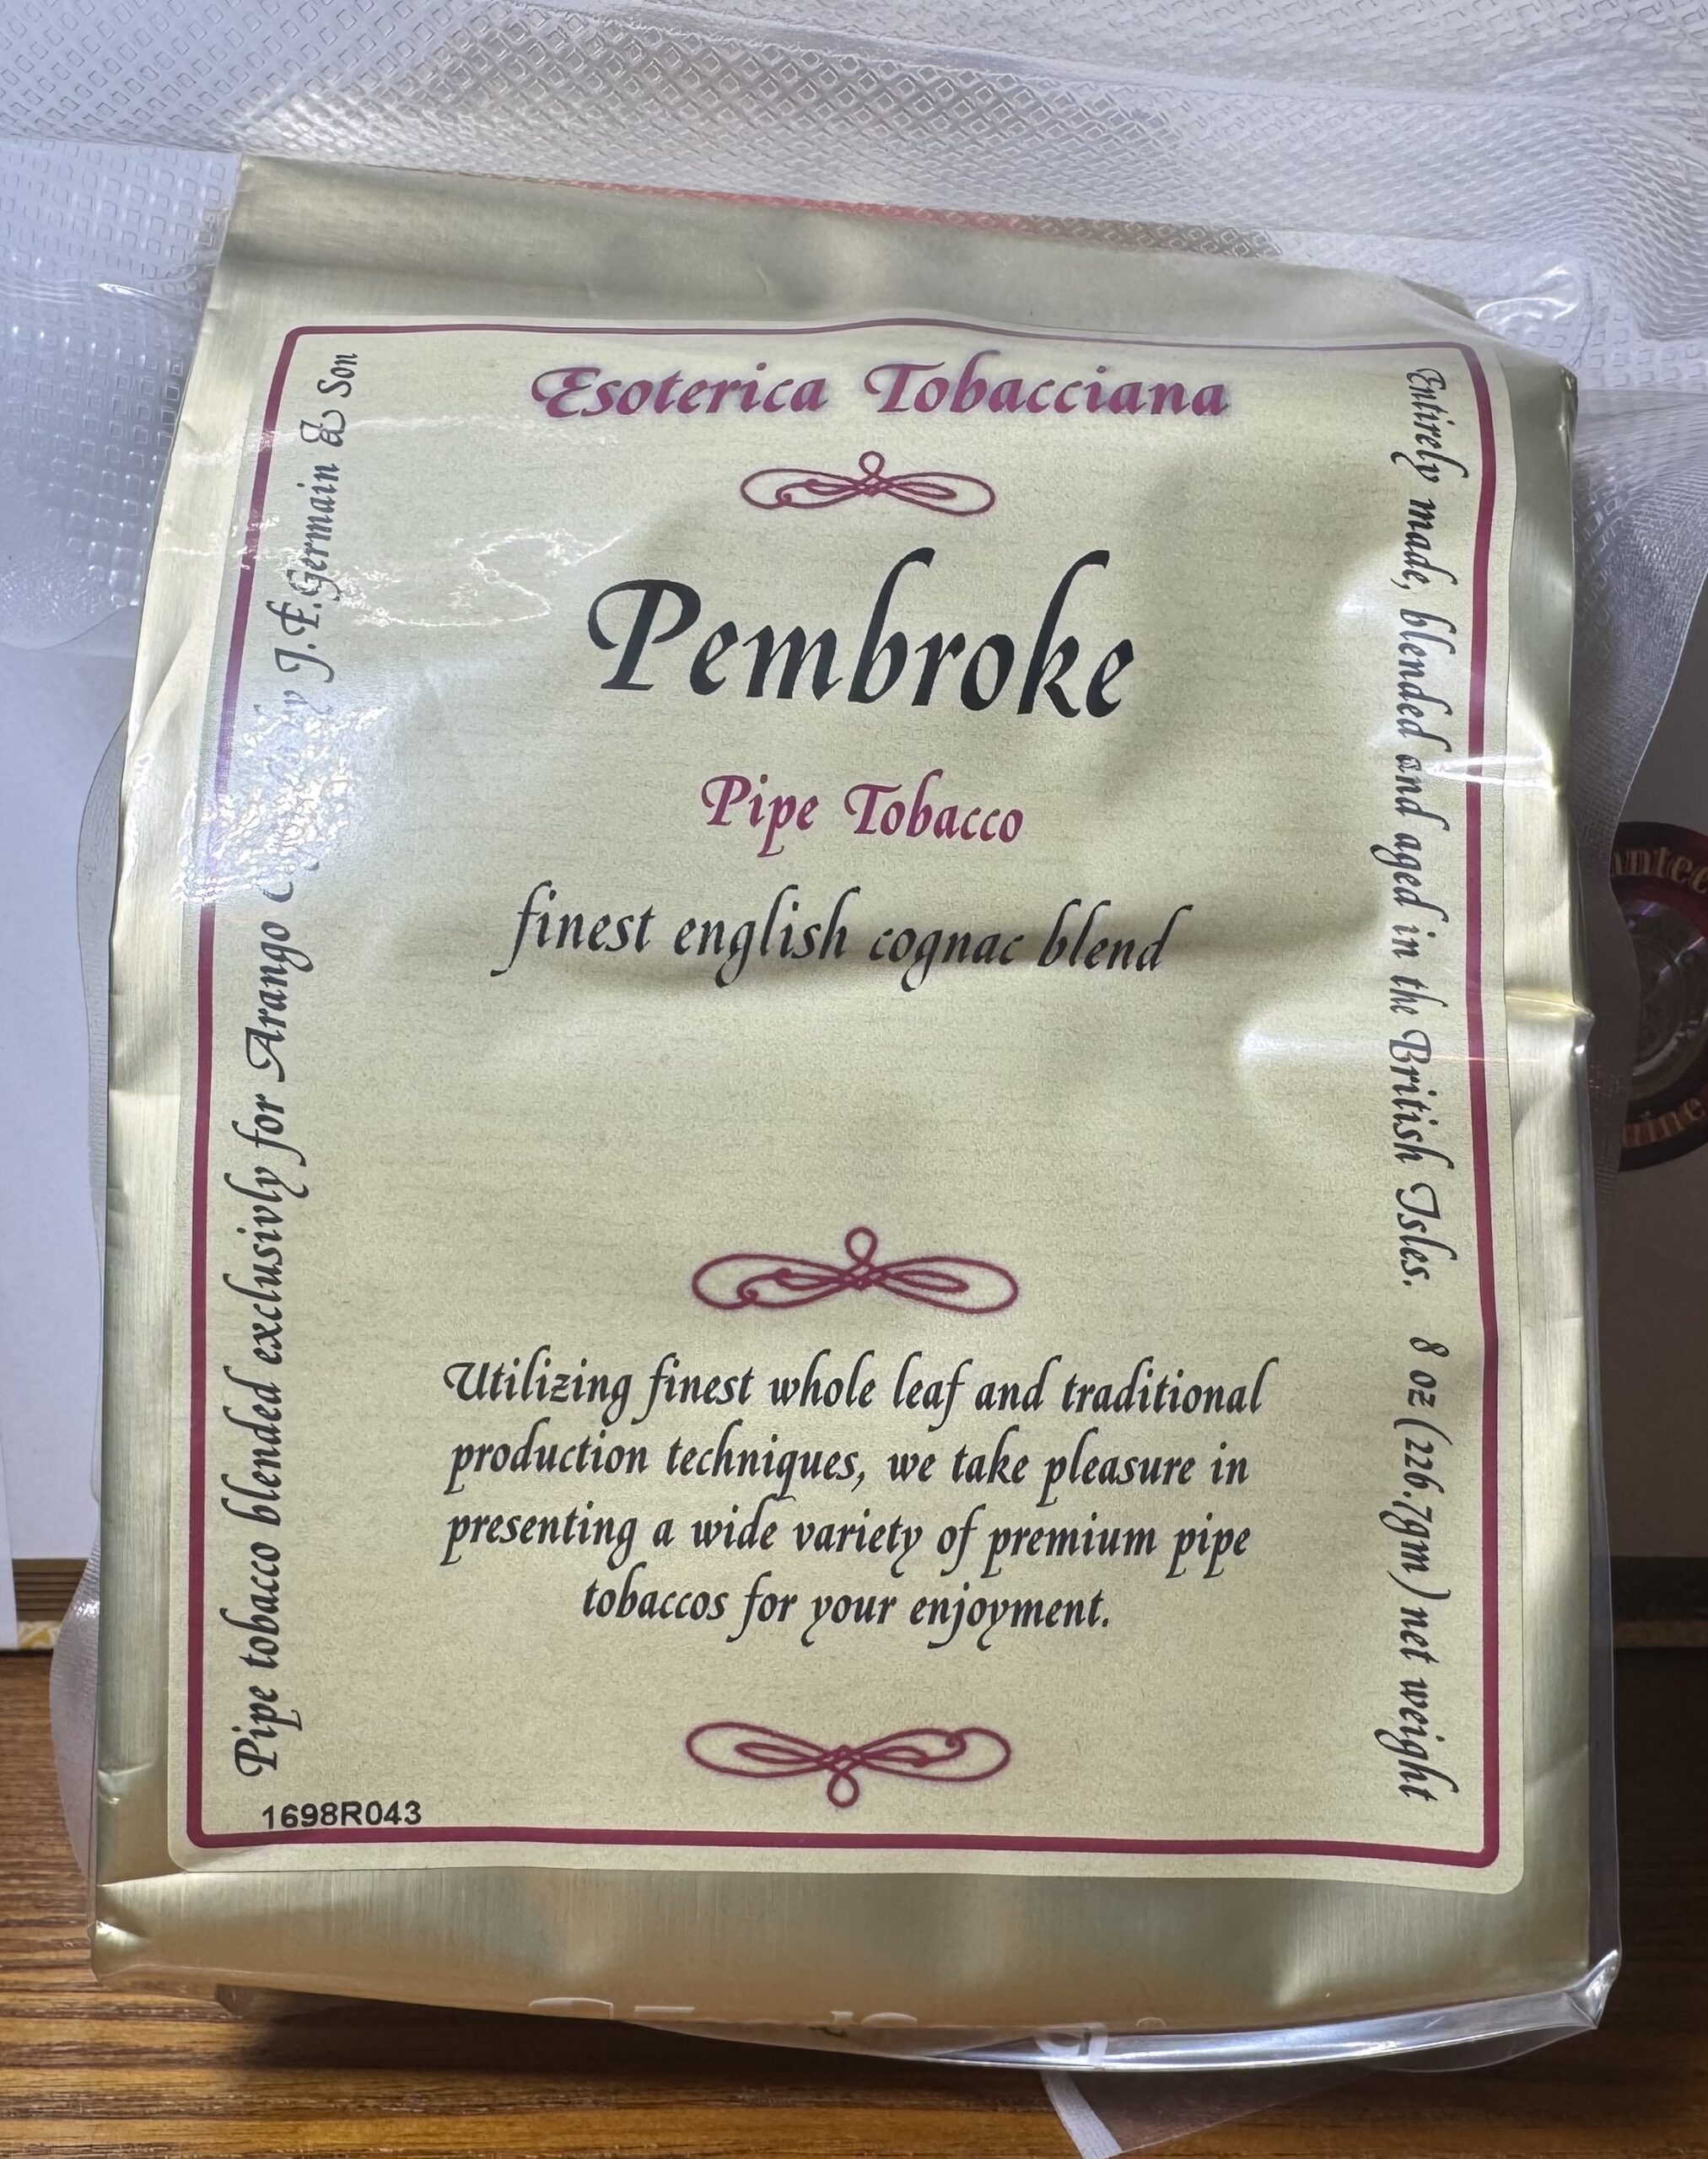 Esoterica Tobacciana
Pembroke
Pipe Tobacco
finest english cognac blend
Utilizing finest whole leaf and traditional
production techniques, we take pleasure in
presenting a wide variety of premium pipe
tobaccos for your enjoyment.
Pipe tobacco blended exclusivly for Arango by J.F.Germain & Son
Entirely made, blended and aged in the British Isles. 8 oz (226.7gm) net weight
1698R043